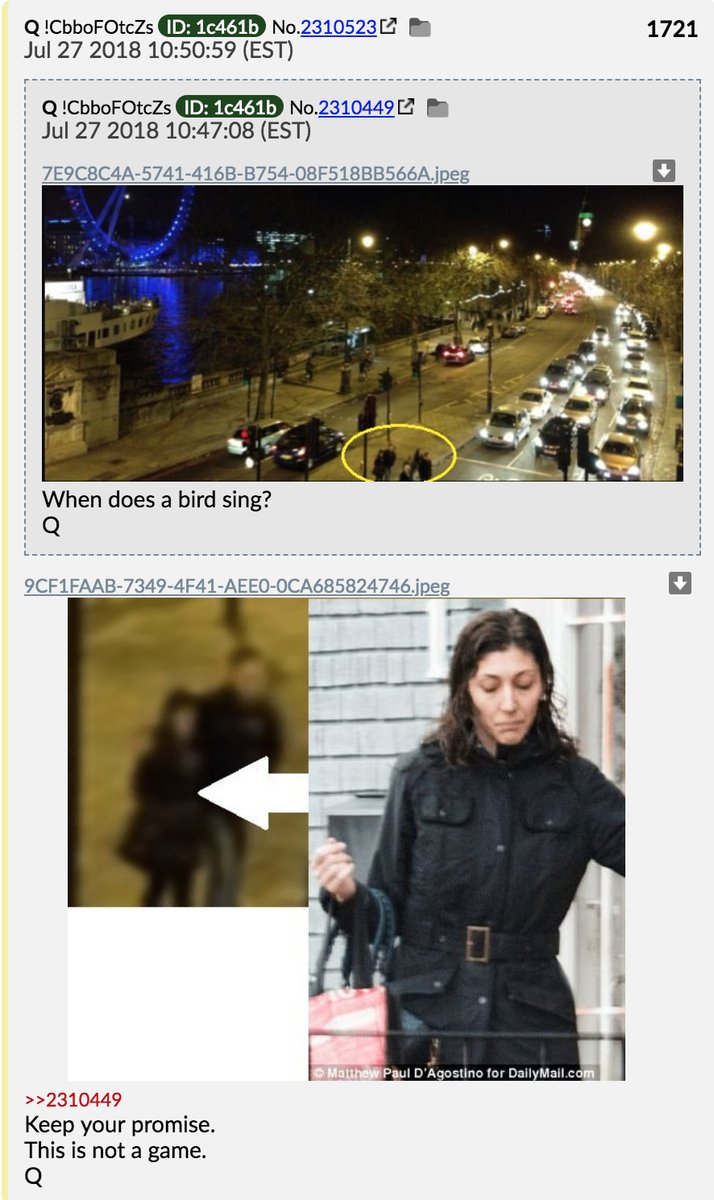 Q !CbboFOtcZs ID: 1c461b No.2310523
1721
Jul 27 2018 10:50:59 (EST)
Q !CbboFOtcZs ID: 1c461b No.2310449
Jul 27 2018 10:47:08 (EST)
7E9C8C4A-5741-416B-B754-08F518BB566A.jpeg
When does a bird sing?
Q
9CF1FAAB-7349-4F41-AEE0-0CA685824746.jpeg
© Matthew Paul D'Agostino for DailyMail.com
>>2310449
Keep your promise.
This is not a game.
Q